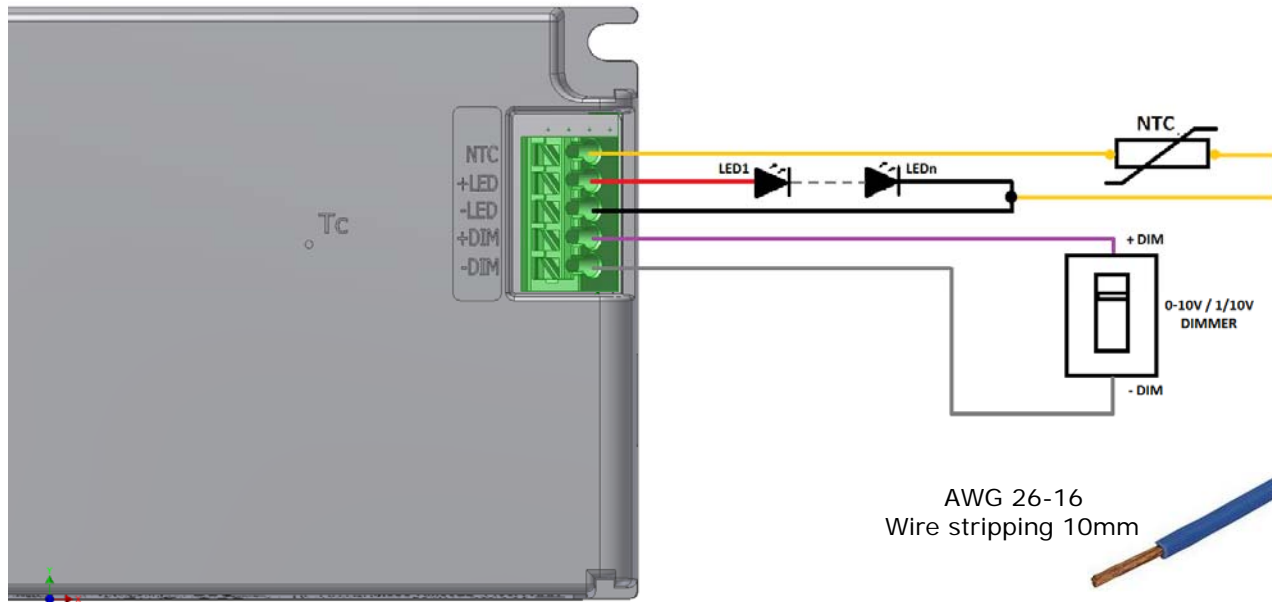 NTC
+LED
-LED
+DIM
-DIM
Tc
NTC
LED1
LEDn
+ DIM
0-10V / 1/10V
DIMMER
- DIM
AWG 26-16
Wire stripping 10mm